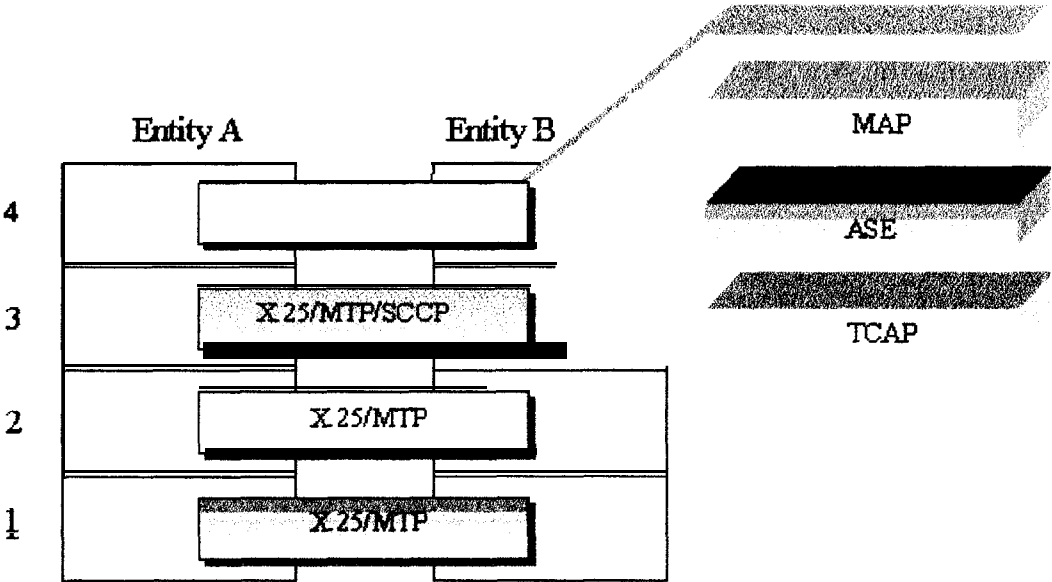 Entity A
Entity B
MAP
ASE
TCAP
4
3
X.25/MTP/SCCP
2
X.25/MTP
1
X.25/MTP